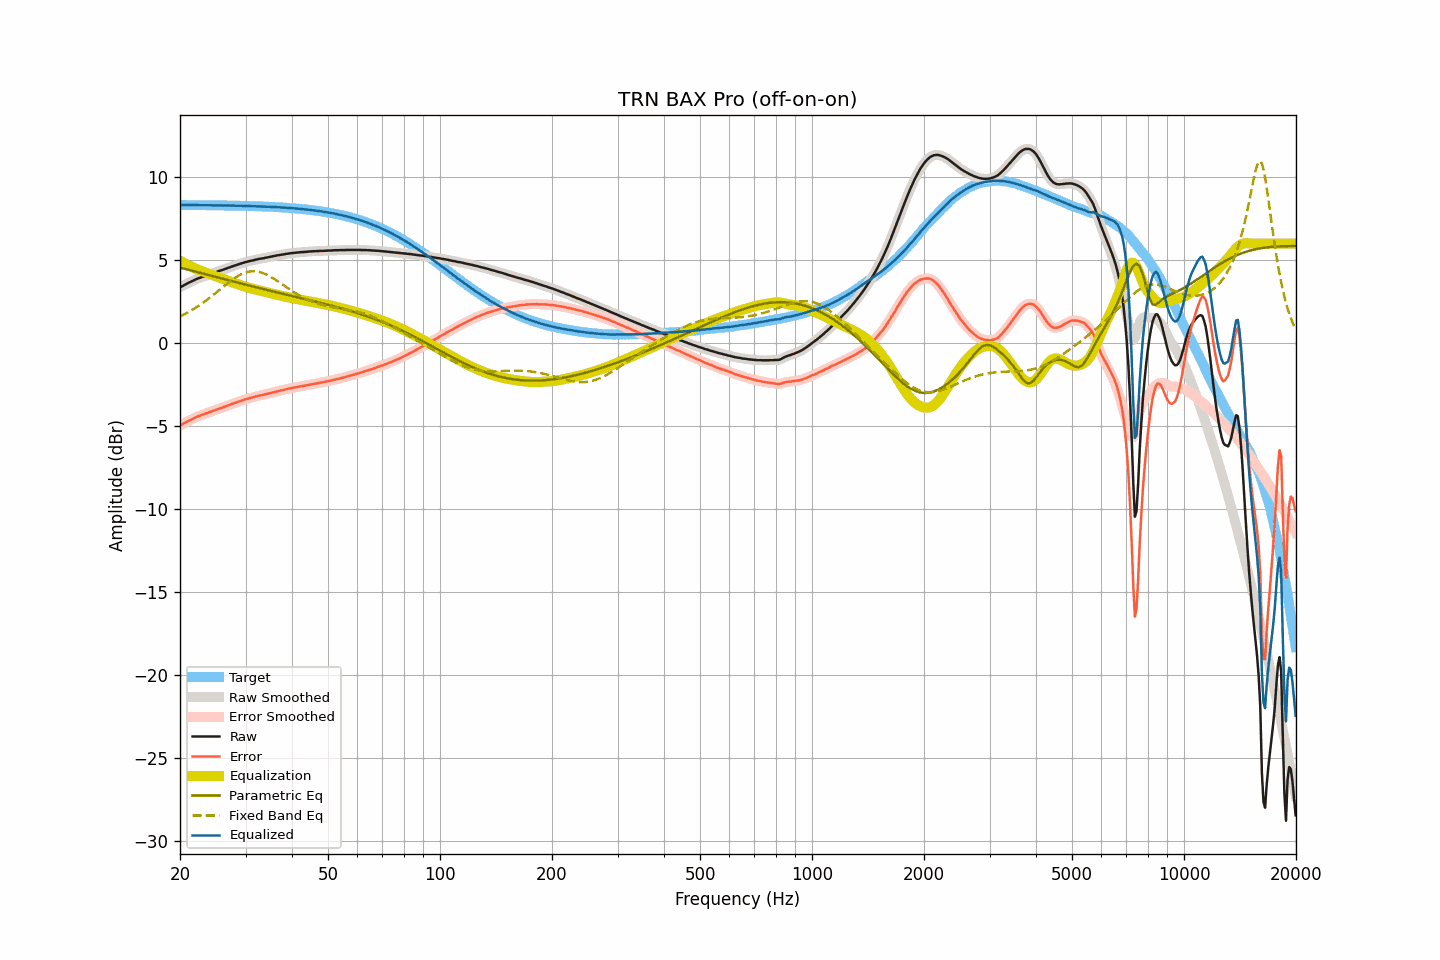 TRN BAX Pro (off-on-on)
Amplitude (dBr)
10
5
0
−5
−10
−15
−20
−25
−30
Target
Raw Smoothed
Error Smoothed
Raw
Error
Equalization
Parametric Eq
Fixed Band Eq
Equalized
20 50 100 200 500 1000 2000 5000 10000 20000
Frequency (Hz)